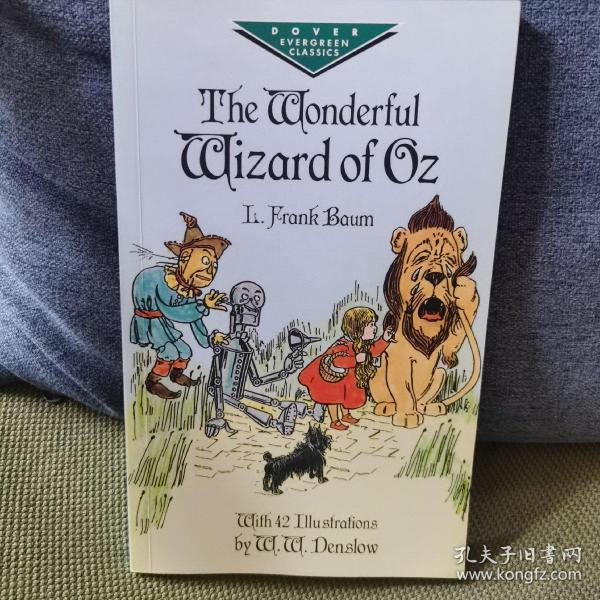 DOVER
EVERGREEN
CLASSICS
The Wonderful
Wizard of Oz
L. Frank Baum
With 42 Illustrations
by W. W. Denslow
孔夫子旧书网
www.kongfz.com